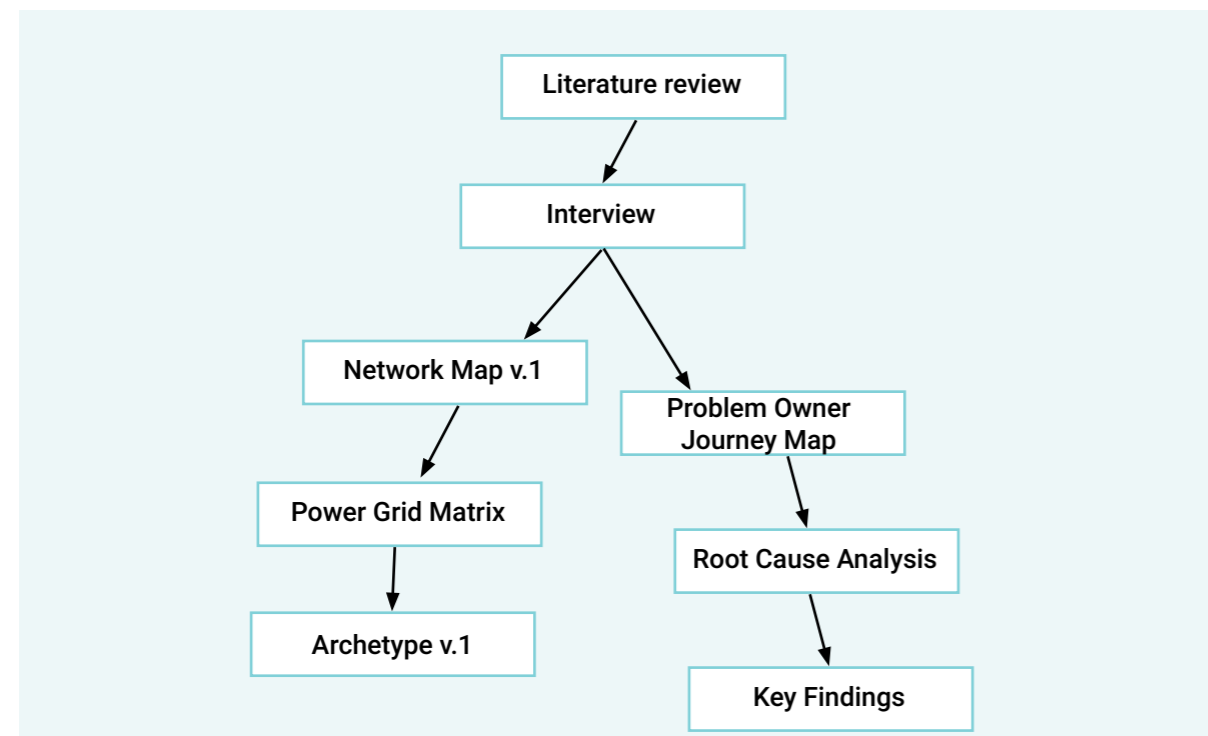 Literature review
Interview
Network Map v.1
Problem Owner
Journey Map
Power Grid Matrix
Root Cause Analysis
Archetype v.1
Key Findings